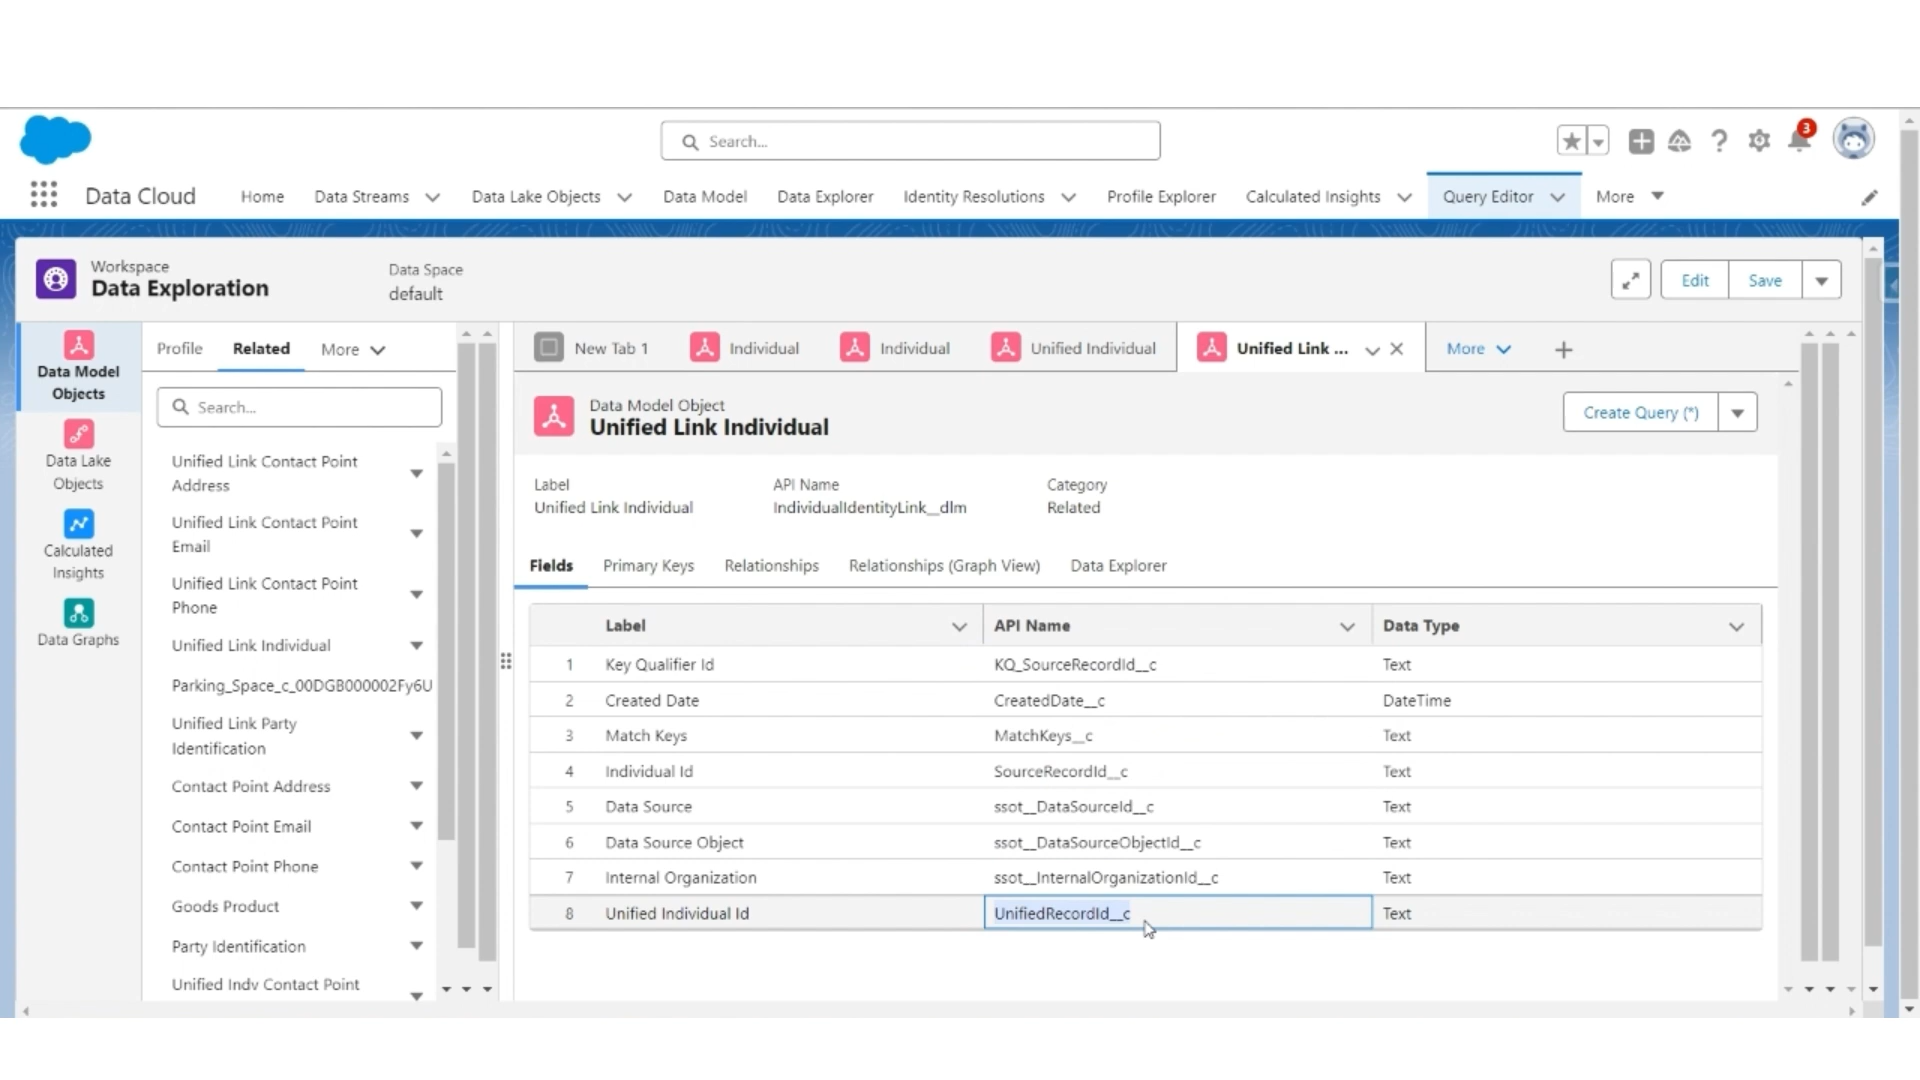 Search...
3
Data Cloud
Home
Data Streams
Data Lake Objects
Data Model
Data Explorer
Identity Resolutions
Profile Explorer
Calculated Insights
Query Editor
More
Workspace
Data Exploration
Data Space
default
Edit
Save
Data Model
Objects
Data Lake
Objects
Calculated
Insights
Data Graphs
Profile
Related
More
Search...
Unified Link Contact Point
Address
Unified Link Contact Point
Email
Unified Link Contact Point
Phone
Unified Link Individual
Parking_Space_c_00DGB000002Fy6U
Unified Link Party
Identification
Contact Point Address
Contact Point Email
Contact Point Phone
Goods Product
Party Identification
Unified Indv Contact Point
New Tab 1
Individual
Individual
Unified Individual
Unified Link ...
More
Data Model Object
Unified Link Individual
Create Query (*)
Label
Unified Link Individual
API Name
IndividualIdentityLink__dlm
Category
Related
Fields
Primary Keys
Relationships
Relationships (Graph View)
Data Explorer
Label API Name Data Type
1 Key Qualifier Id KQ_SourceRecordId__c Text
2 Created Date CreatedDate__c DateTime
3 Match Keys MatchKeys__c Text
4 Individual Id SourceRecordId__c Text
5 Data Source ssot__DataSourceId__c Text
6 Data Source Object ssot__DataSourceObjectId__c Text
7 Internal Organization ssot__InternalOrganizationId__c Text
8 Unified Individual Id UnifiedRecordId__c Text